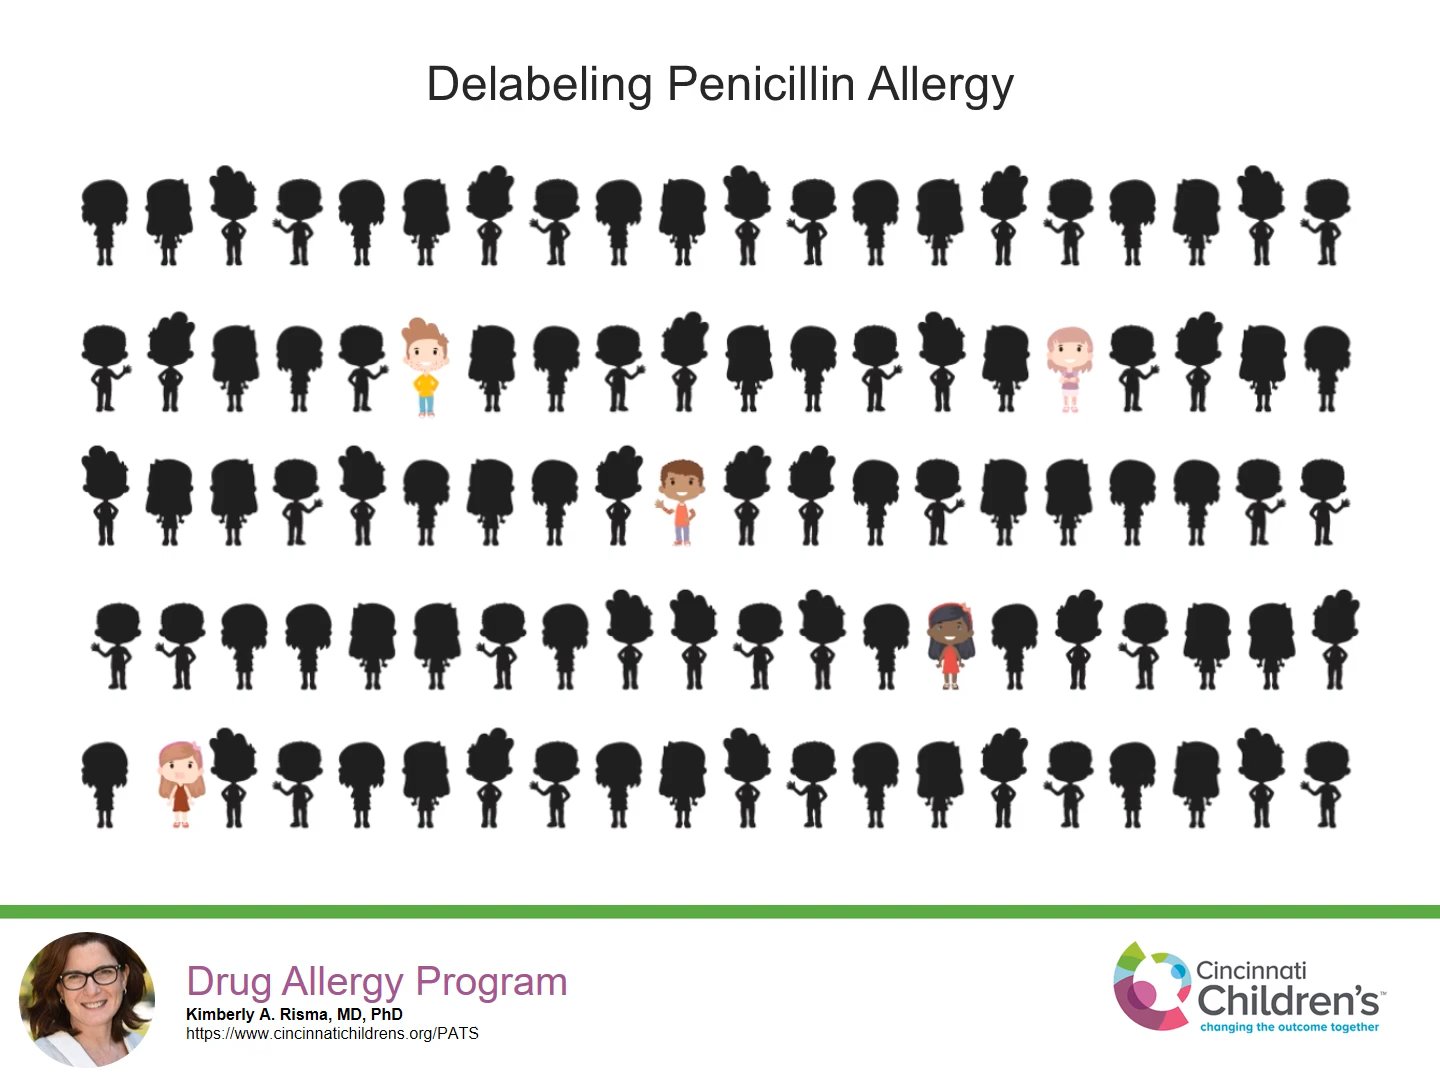 Delabeling Penicillin Allergy
Drug Allergy Program
Kimberly A. Risma, MD, PhD
https://www.cincinnatichildrens.org/PATS
Cincinnati
Children's™
changing the outcome together